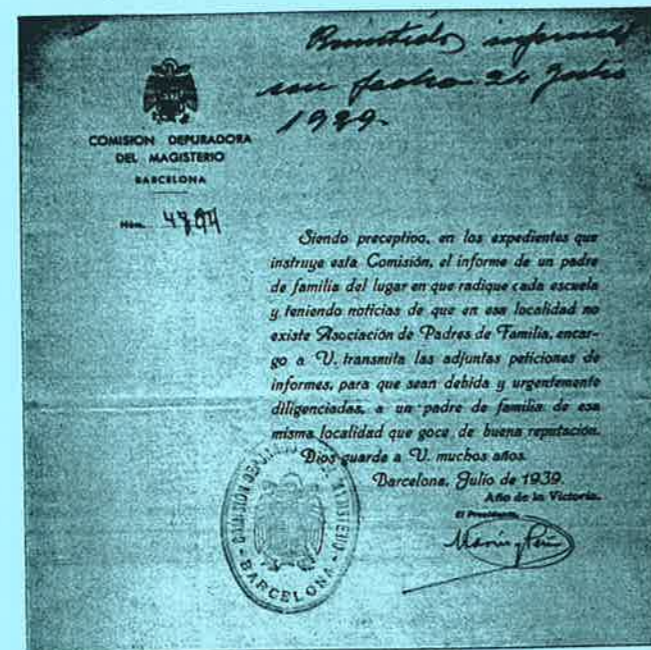 Remitidos informes
con fecha 24 Julio
1939.
COMISION DEPURADORA
DEL MAGISTERIO
BARCELONA
Núm. 4894
Siendo preceptivo, en los expedientes que
instruye esta Comisión, el informe de un padre
de familia del lugar en que radique cada escuela
y teniendo noticias de que en esa localidad no
existe Asociación de Padres de Familia, encar-
go a V. transmita las adjuntas peticiones de
informes, para que sean debida y urgentemente
diligenciadas, a un padre de familia de esa
misma localidad que goce de buena reputación.
Dios guarde a V. muchos años.
Barcelona, Julio de 1939.
Año de la Victoria.
El Presidente,
BARCELONA